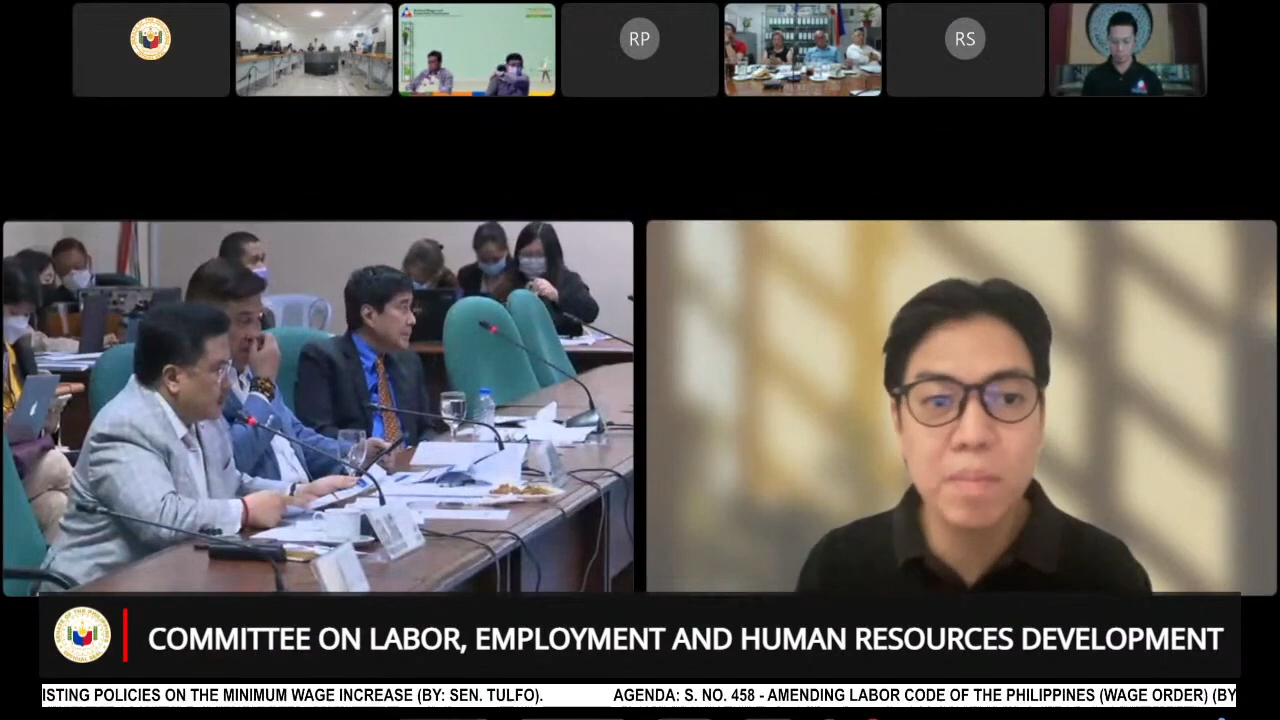 RP
RS
COMMITTEE ON LABOR, EMPLOYMENT AND HUMAN RESOURCES DEVELOPMENT
ISTING POLICIES ON THE MINIMUM WAGE INCREASE (BY: SEN. TULFO). AGENDA: S. NO. 458 - AMENDING LABOR CODE OF THE PHILIPPINES (WAGE ORDER) (BY